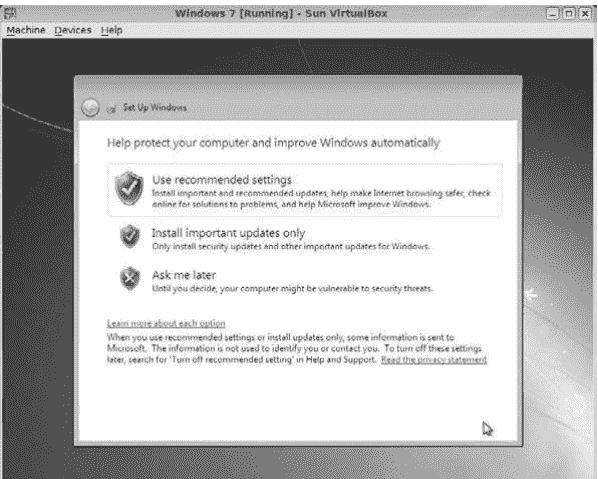 Windows 7 [Running] - Sun VirtualBox
Machine Devices Help
Set Up Windows
Help protect your computer and improve Windows automatically
Use recommended settings
Install important and recommended updates, help make Internet browsing safer, check
online for solutions to problems, and help Microsoft improve Windows.
Install important updates only
Only install security updates and other important updates for Windows.
Ask me later
Until you decide, your computer might be vulnerable to security threats.
Learn more about each option
When you use recommended settings or install updates only, some information is sent to
Microsoft. The information is not used to identify you or contact you. To turn off these settings
later, search for 'Turn off recommended setting' in Help and Support. Read the privacy statement